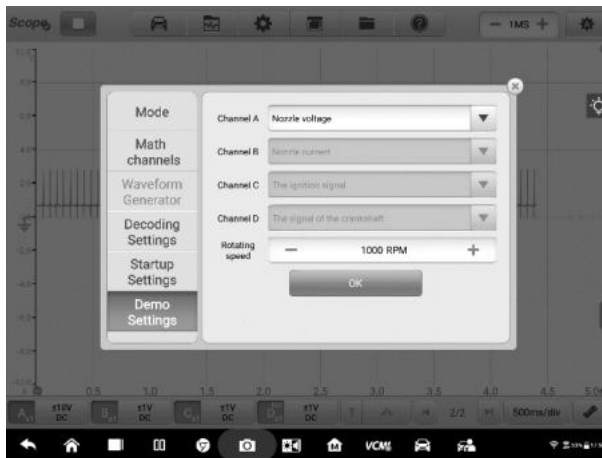 Scope
1MS
Mode
Math
channels
Waveform
Generator
Decoding
Settings
Startup
Settings
Demo
Settings
Channel A
Nozzle voltage
Channel B
Nozzle current
Channel C
The ignition signal
Channel D
The signal of the crankshaft
Rotating
speed
1000 RPM
OK
0.5 1.0 1.5 2.0 2.5 3.0 3.5 4.0 4.5
±10V
DC
±1V
DC
±1V
DC
±1V
DC
2/2
500ms/div
VCMI